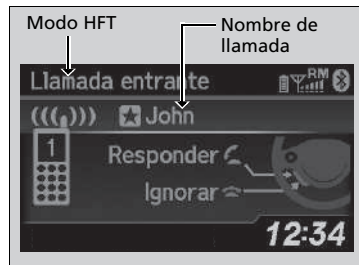 Modo HFT
Nombre de
llamada
Llamada entrante
RM
John
1
Responder
Ignorar
12:34